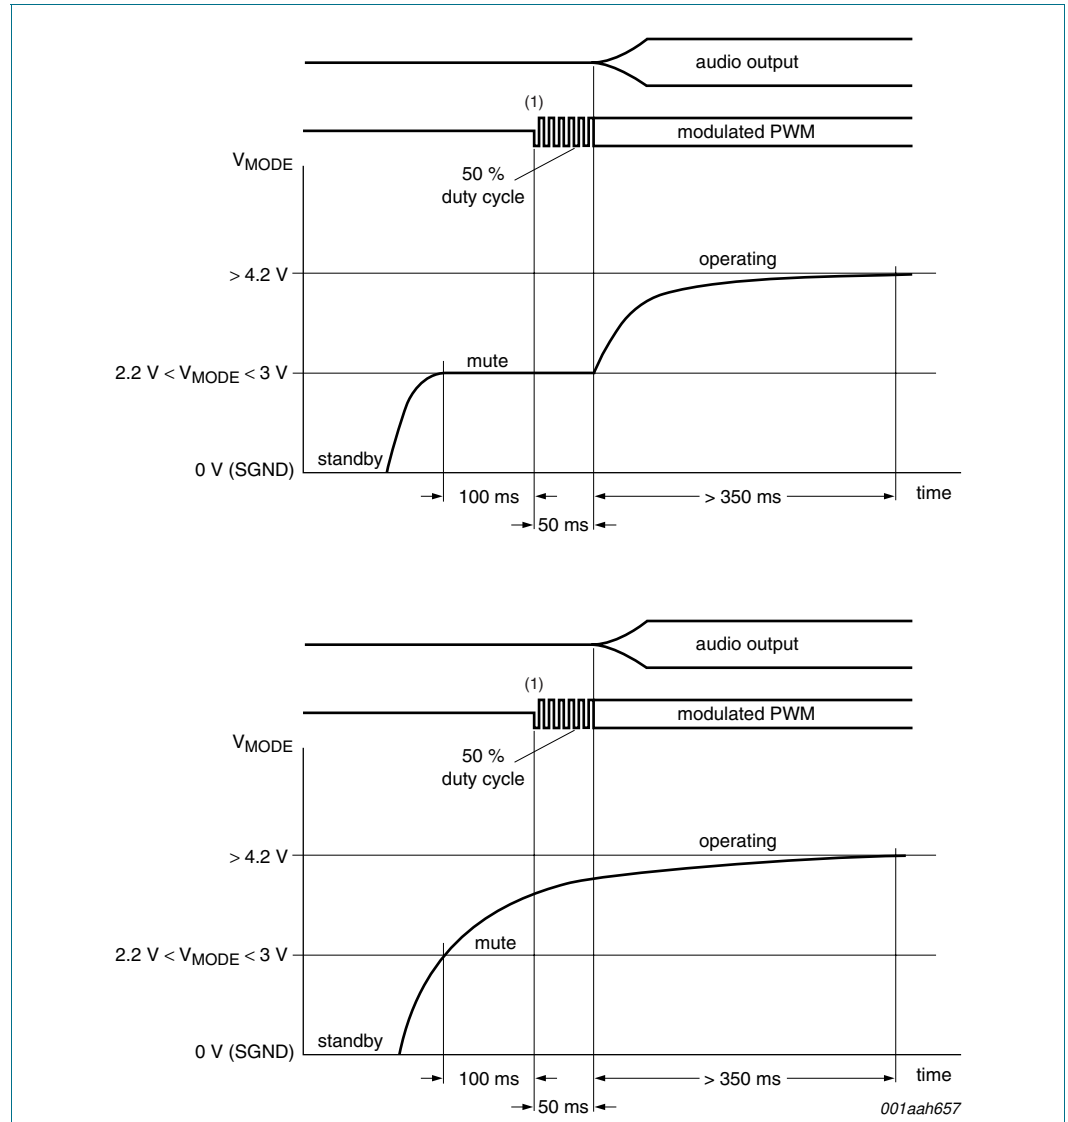 audio output
(1)
modulated PWM
VMODE
50 %
duty cycle
> 4.2 V
operating
2.2 V < VMODE < 3 V
mute
0 V (SGND)
standby
100 ms
> 350 ms
time
50 ms
audio output
(1)
modulated PWM
VMODE
50 %
duty cycle
> 4.2 V
operating
2.2 V < VMODE < 3 V
mute
0 V (SGND)
standby
100 ms
> 350 ms
time
50 ms
001aah657